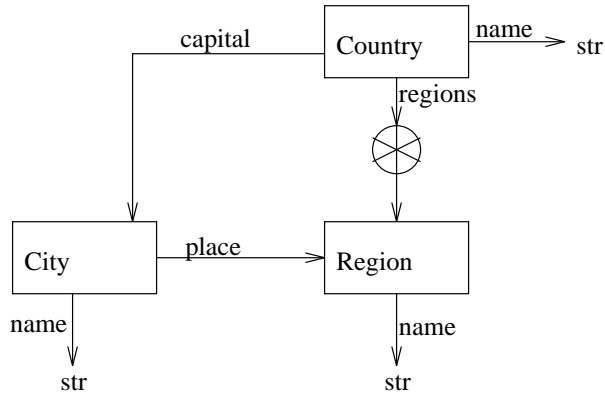 capital
Country
name
str
regions
City
place
Region
name
str
name
str